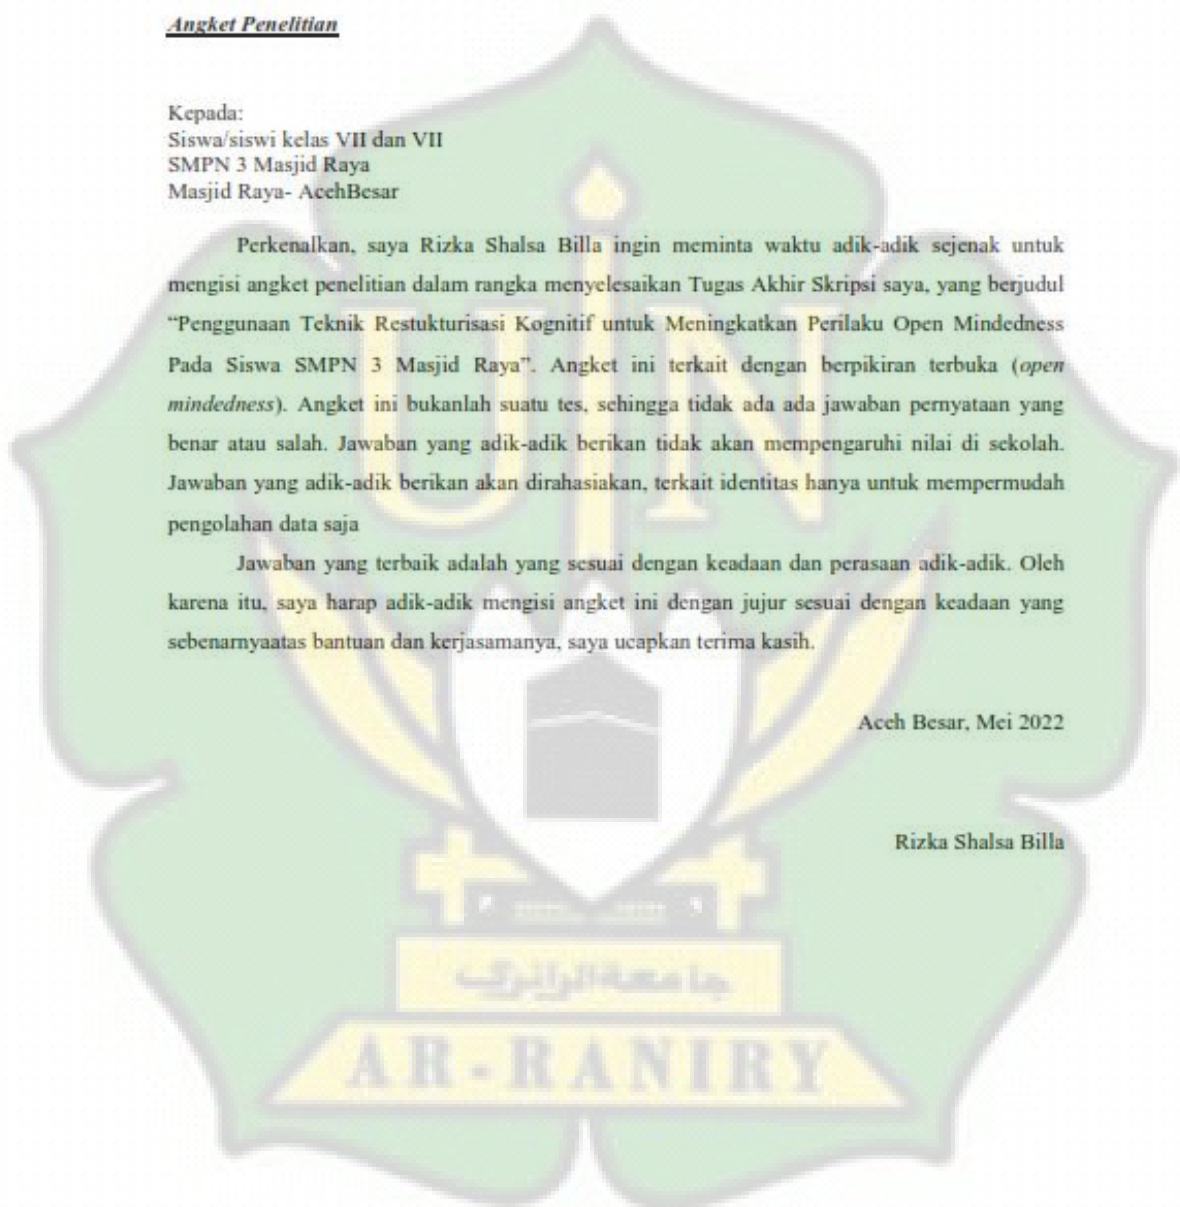 Angket Penelitian
Kepada:
Siswa/siswi kelas VII dan VII
SMPN 3 Masjid Raya
Masjid Raya- AcehBesar
Perkenalkan, saya Rizka Shalsa Billa ingin meminta waktu adik-adik sejenak untuk
mengisi angket penelitian dalam rangka menyelesaikan Tugas Akhir Skripsi saya, yang berjudul
“Penggunaan Teknik Restukturisasi Kognitif untuk Meningkatkan Perilaku Open Mindedness
Pada Siswa SMPN 3 Masjid Raya”. Angket ini terkait dengan berpikiran terbuka (open
mindedness). Angket ini bukanlah suatu tes, sehingga tidak ada ada jawaban pernyataan yang
benar atau salah. Jawaban yang adik-adik berikan tidak akan mempengaruhi nilai di sekolah.
Jawaban yang adik-adik berikan akan dirahasiakan, terkait identitas hanya untuk mempermudah
pengolahan data saja
Jawaban yang terbaik adalah yang sesuai dengan keadaan dan perasaan adik-adik. Oleh
karena itu, saya harap adik-adik mengisi angket ini dengan jujur sesuai dengan keadaan yang
sebenarnyaatas bantuan dan kerjasamanya, saya ucapkan terima kasih.
Aceh Besar, Mei 2022
Rizka Shalsa Billa
UIN
جامعة الرانري
AR-RANIRY